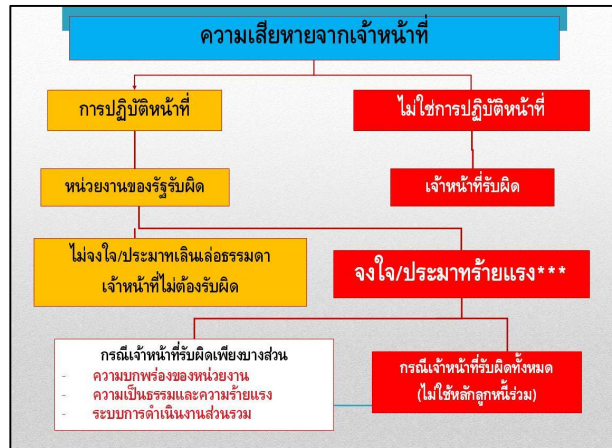 ความเสียหายจากเจ้าหน้าที่
การปฏิบัติหน้าที่
ไม่ใช่การปฏิบัติหน้าที่
หน่วยงานของรัฐรับผิด
เจ้าหน้าที่รับผิด
ไม่จงใจ/ประมาทเลินเล่อธรรมดา
เจ้าหน้าที่ไม่ต้องรับผิด
จงใจ/ประมาทร้ายแรง***
กรณีเจ้าหน้าที่รับผิดเพียงบางส่วน
- ความบกพร่องของหน่วยงาน
- ความเป็นธรรมและความร้ายแรง
- ระบบการดำเนินงานส่วนรวม
กรณีเจ้าหน้าที่รับผิดทั้งหมด
(ไม่ใช้หลักลูกหนี้ร่วม)